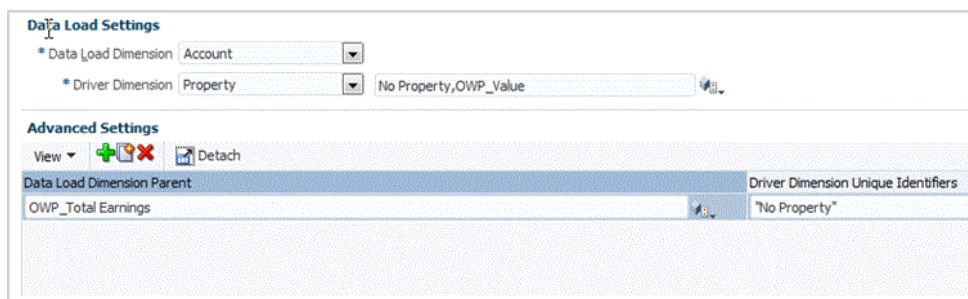 Data Load Settings
* Data Load Dimension Account
* Driver Dimension Property No Property,OWP_Value
Advanced Settings
View Detach
Data Load Dimension Parent Driver Dimension Unique Identifiers
OWP_Total Earnings "No Property"